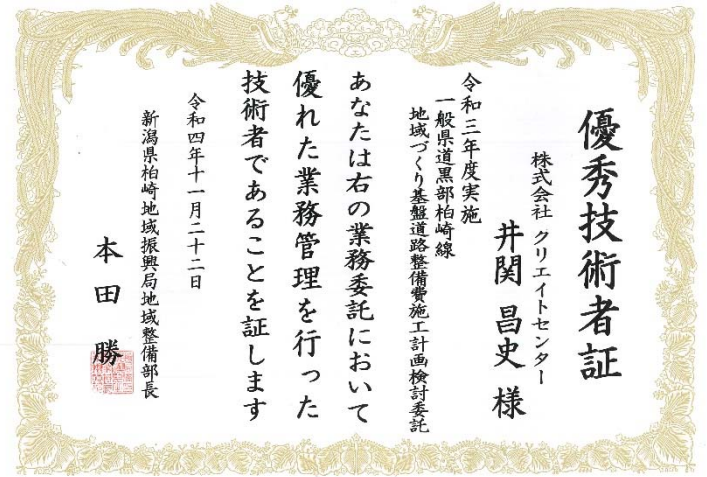 優秀技術者証
株式会社 クリエイトセンター
井関 昌史 様
令和三年度実施
一般県道黒部柏崎線
地域づくり基盤道路整備費施工計画検討委託
あなたは右の業務委託において
優れた業務管理を行った
技術者であることを証します
令和四年十一月二十二日
新潟県柏崎地域振興局地域整備部長
本田 勝